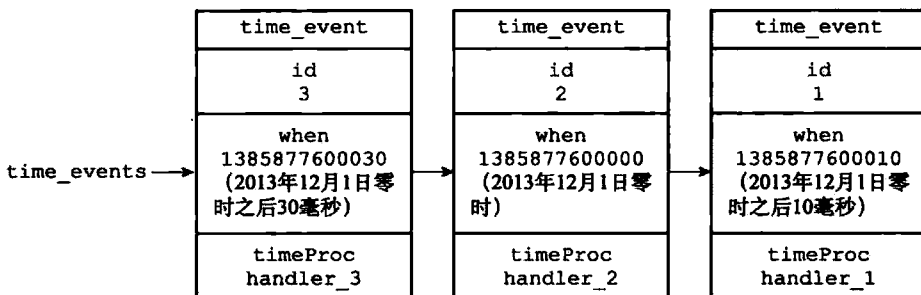 time_events
time_event
id
3
when
1385877600030
(2013年12月1日零
时之后30毫秒)
timeProc
handler_3
time_event
id
2
when
1385877600000
(2013年12月1日零
时)
timeProc
handler_2
time_event
id
1
when
1385877600010
(2013年12月1日零
时之后10毫秒)
timeProc
handler_1